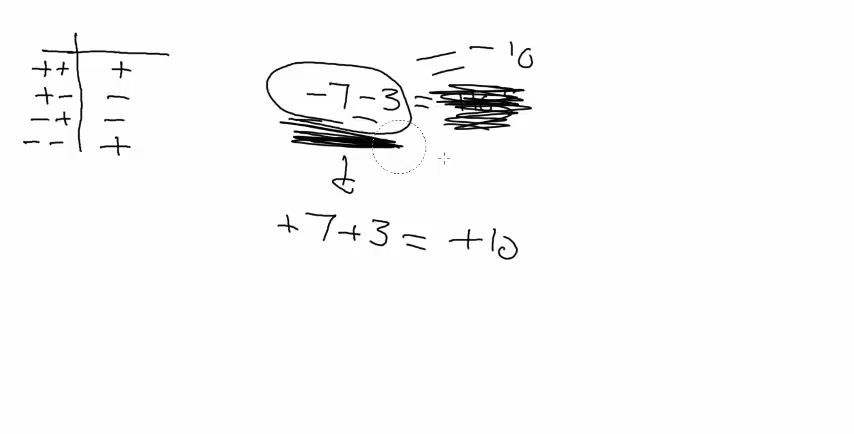 = - 10
++ | +
-7-3 =
+- | -
-+ | -
-- | +
+7+3 = +10